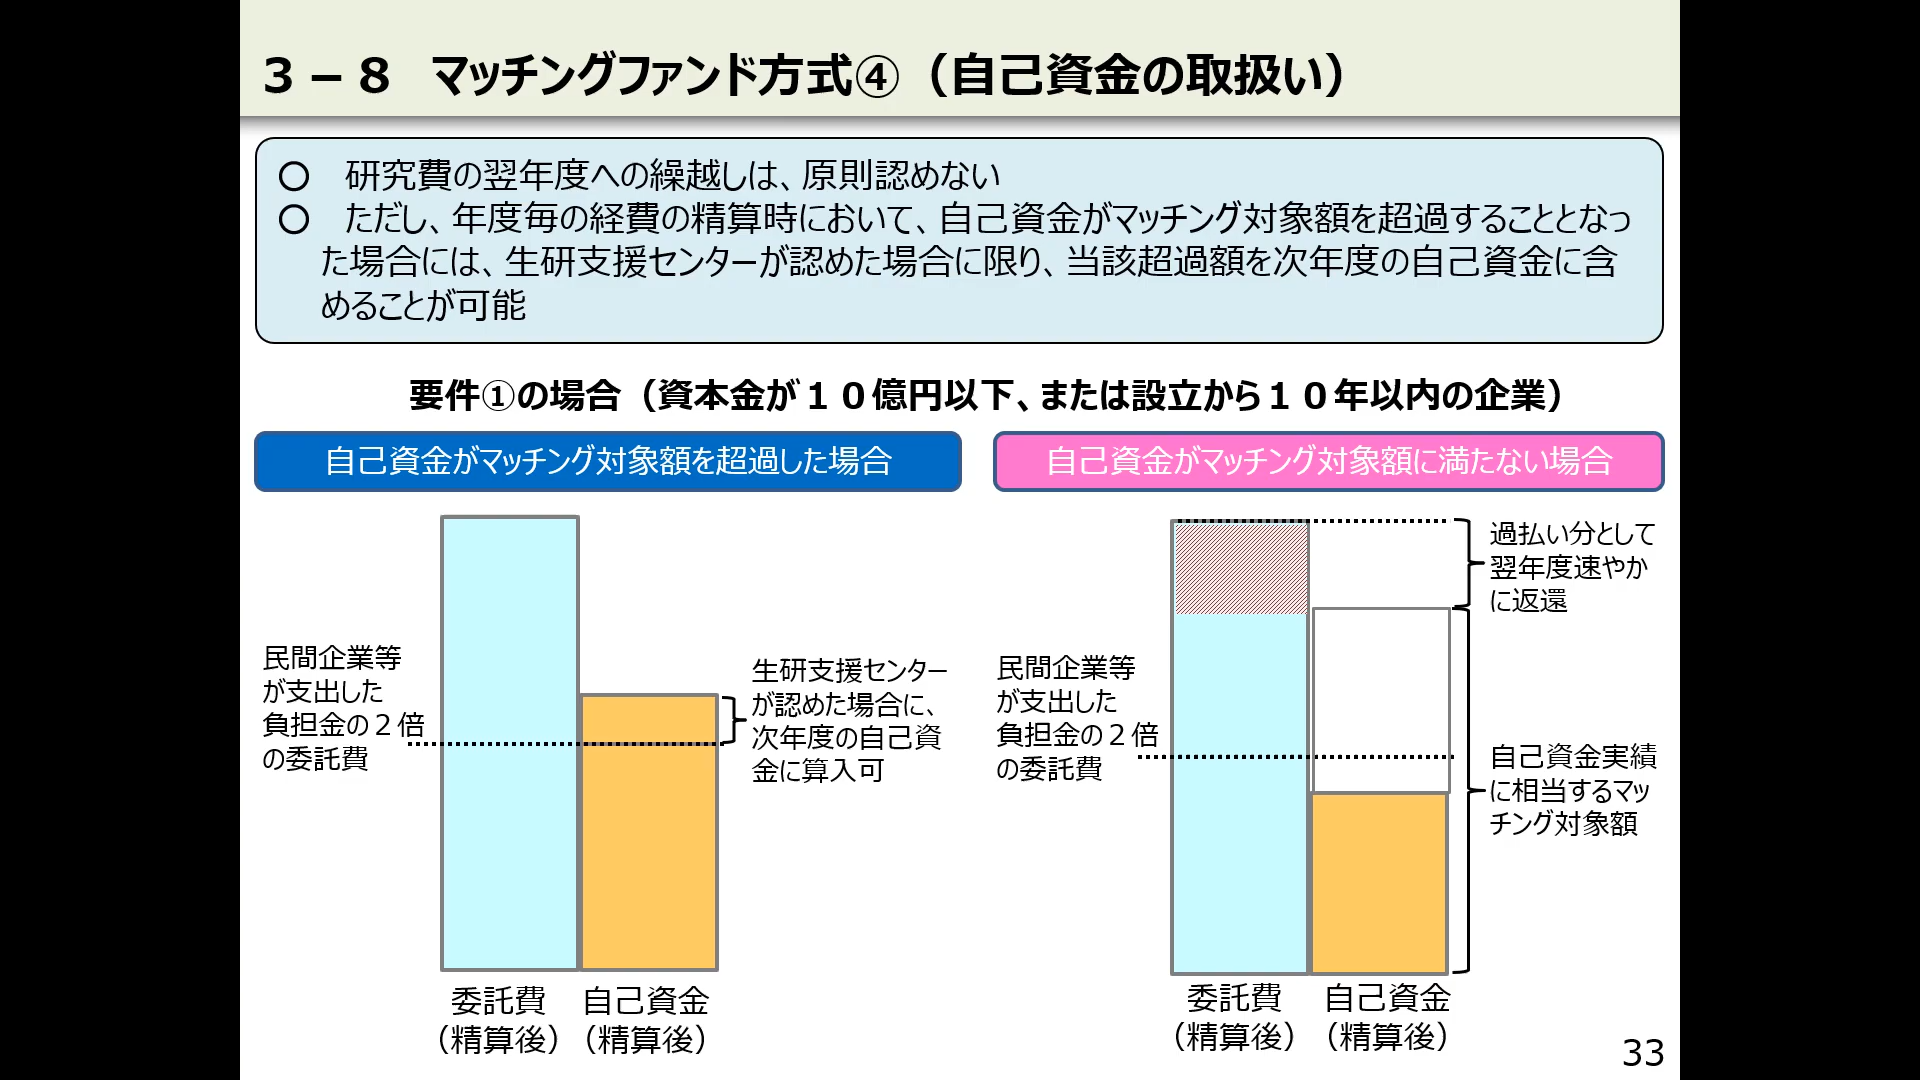 ３－８　マッチングファンド方式④（自己資金の取扱い）
〇　研究費の翌年度への繰越しは、原則認めない
〇　ただし、年度毎の経費の精算時において、自己資金がマッチング対象額を超過することとなっ
た場合には、生研支援センターが認めた場合に限り、当該超過額を次年度の自己資金に含
めることが可能
要件①の場合（資本金が１０億円以下、または設立から１０年以内の企業）
自己資金がマッチング対象額を超過した場合
民間企業等
が支出した
負担金の２倍
の委託費
生研支援センター
が認めた場合に、
次年度の自己資
金に算入可
委託費
（精算後）
自己資金
（精算後）
自己資金がマッチング対象額に満たない場合
過払い分として
翌年度速やか
に返還
民間企業等
が支出した
負担金の２倍
の委託費
自己資金実績
に相当するマッ
チング対象額
委託費
（精算後）
自己資金
（精算後）
33